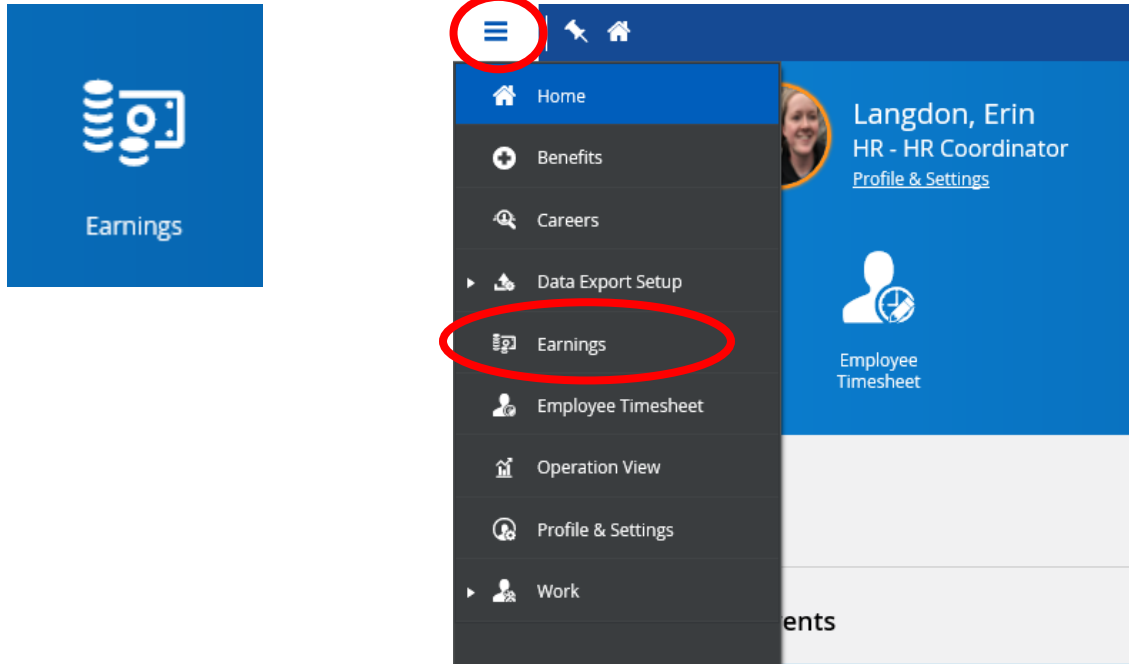 Earnings
Home
Benefits
Careers
Data Export Setup
Earnings
Employee Timesheet
Operation View
Profile & Settings
Work
Langdon, Erin
HR - HR Coordinator
Profile & Settings
Employee
Timesheet
ents